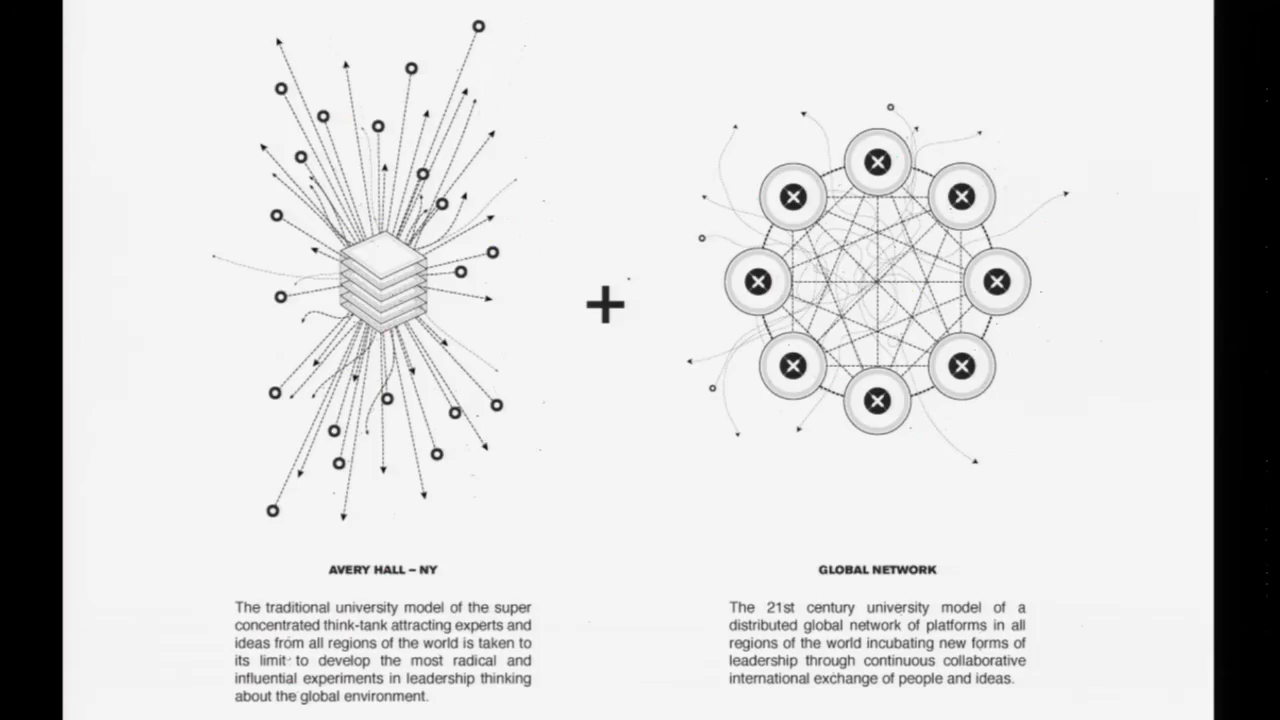 AVERY HALL – NY
The traditional university model of the super
concentrated think-tank attracting experts and
ideas from all regions of the world is taken to
its limit to develop the most radical and
influential experiments in leadership thinking
about the global environment.
GLOBAL NETWORK
The 21st century university model of a
distributed global network of platforms in all
regions of the world incubating new forms of
leadership through continuous collaborative
international exchange of people and ideas.